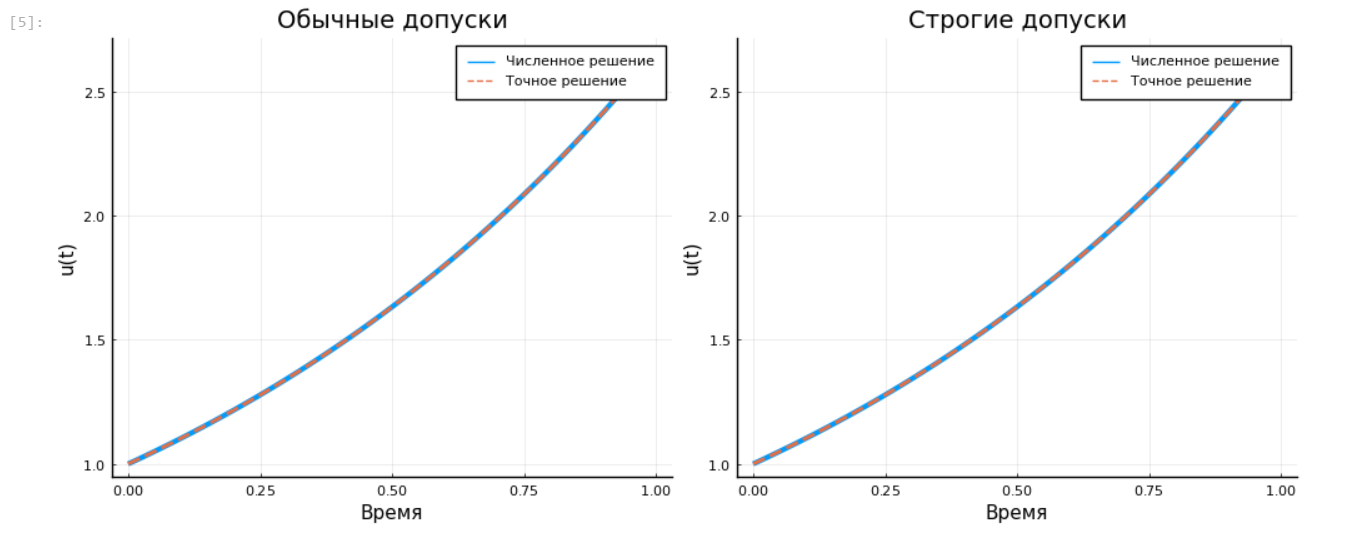 [5]:
Обычные допуски
Численное решение
Точное решение
2.5
2.0
1.5
1.0
u(t)
0.00 0.25 0.50 0.75 1.00
Время
Строгие допуски
Численное решение
Точное решение
2.5
2.0
1.5
1.0
u(t)
0.00 0.25 0.50 0.75 1.00
Время